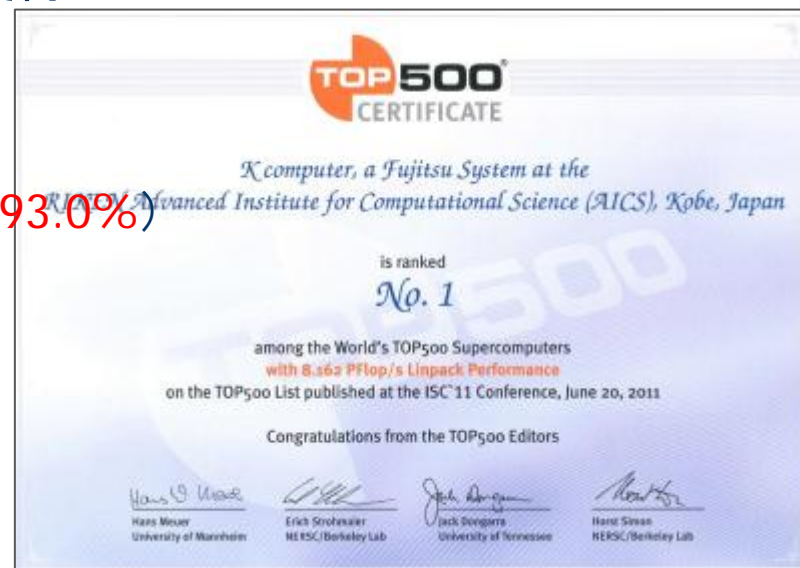 TOP500
CERTIFICATE
K computer, a Fujitsu System at the
93.0%)
RIKEN Advanced Institute for Computational Science (AICS), Kobe, Japan
is ranked
No. 1
among the World's TOP500 Supercomputers
with 8.162 PFlop/s Linpack Performance
on the TOP500 List published at the ISC'11 Conference, June 20, 2011
Congratulations from the TOP500 Editors
Hans Meuer
University of Mannheim
Erich Strohmaier
NERSC/Berkeley Lab
Jack Dongarra
University of Tennessee
Horst Simon
NERSC/Berkeley Lab